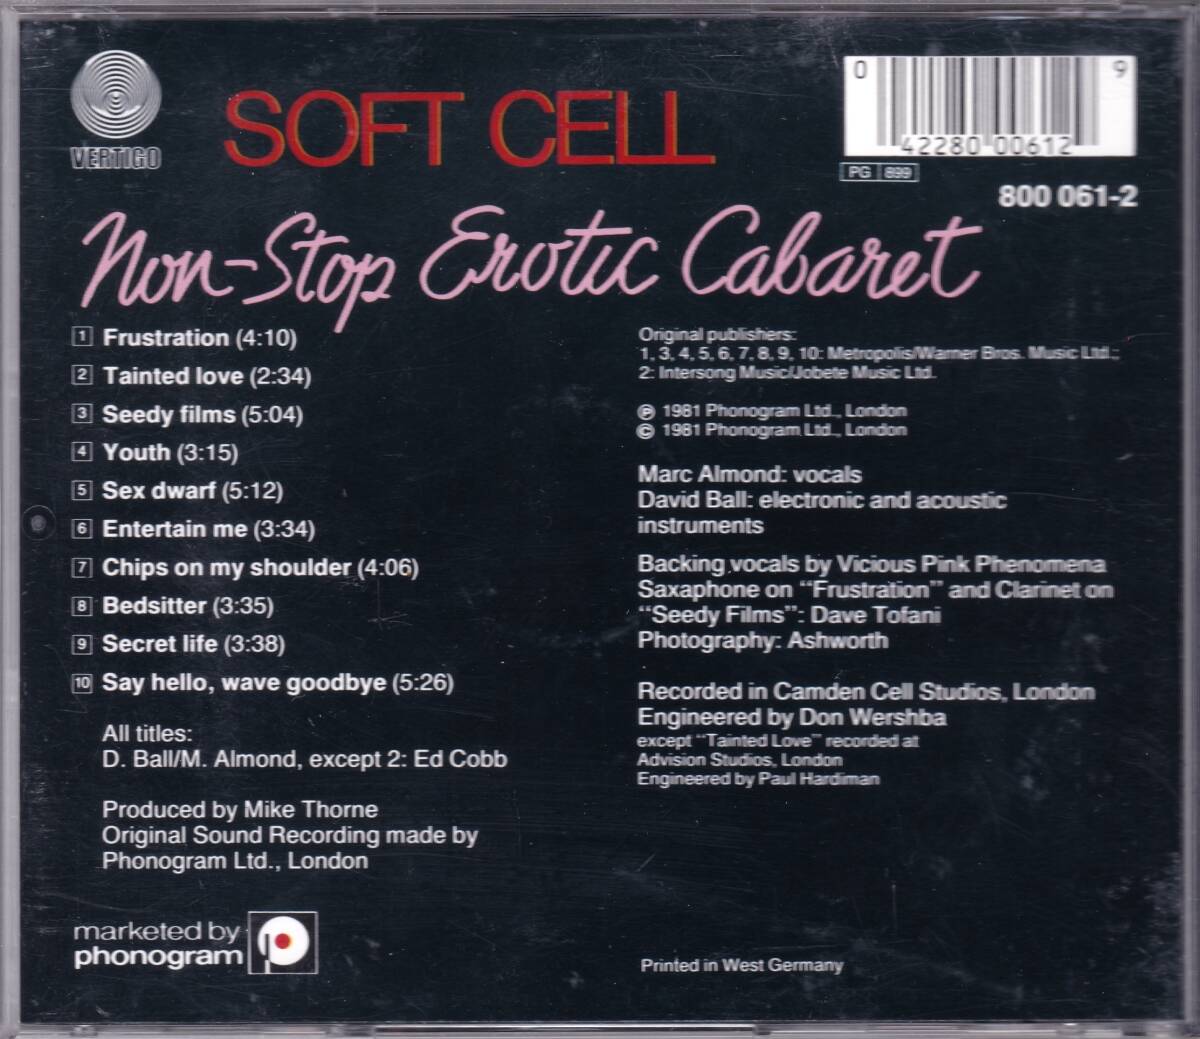 VERTIGO
SOFT CELL
0 42280 00612 9
PG 899
800 061-2
Non-Stop Erotic Cabaret
1 Frustration (4:10)
2 Tainted love (2:34)
3 Seedy films (5:04)
4 Youth (3:15)
5 Sex dwarf (5:12)
6 Entertain me (3:34)
7 Chips on my shoulder (4:06)
8 Bedsitter (3:35)
9 Secret life (3:38)
10 Say hello, wave goodbye (5:26)
All titles:
D. Ball/M. Almond, except 2: Ed Cobb
Produced by Mike Thorne
Original Sound Recording made by
Phonogram Ltd., London
marketed by
phonogram
Original publishers:
1, 3, 4, 5, 6, 7, 8, 9, 10: Metropolis/Warner Bros. Music Ltd.;
2: Intersong Music/Jobete Music Ltd.
℗ 1981 Phonogram Ltd., London
© 1981 Phonogram Ltd., London
Marc Almond: vocals
David Ball: electronic and acoustic
instruments
Backing vocals by Vicious Pink Phenomena
Saxaphone on "Frustration" and Clarinet on
"Seedy Films": Dave Tofani
Photography: Ashworth
Recorded in Camden Cell Studios, London
Engineered by Don Wershba
except "Tainted Love" recorded at
Advision Studios, London
Engineered by Paul Hardiman
Printed in West Germany